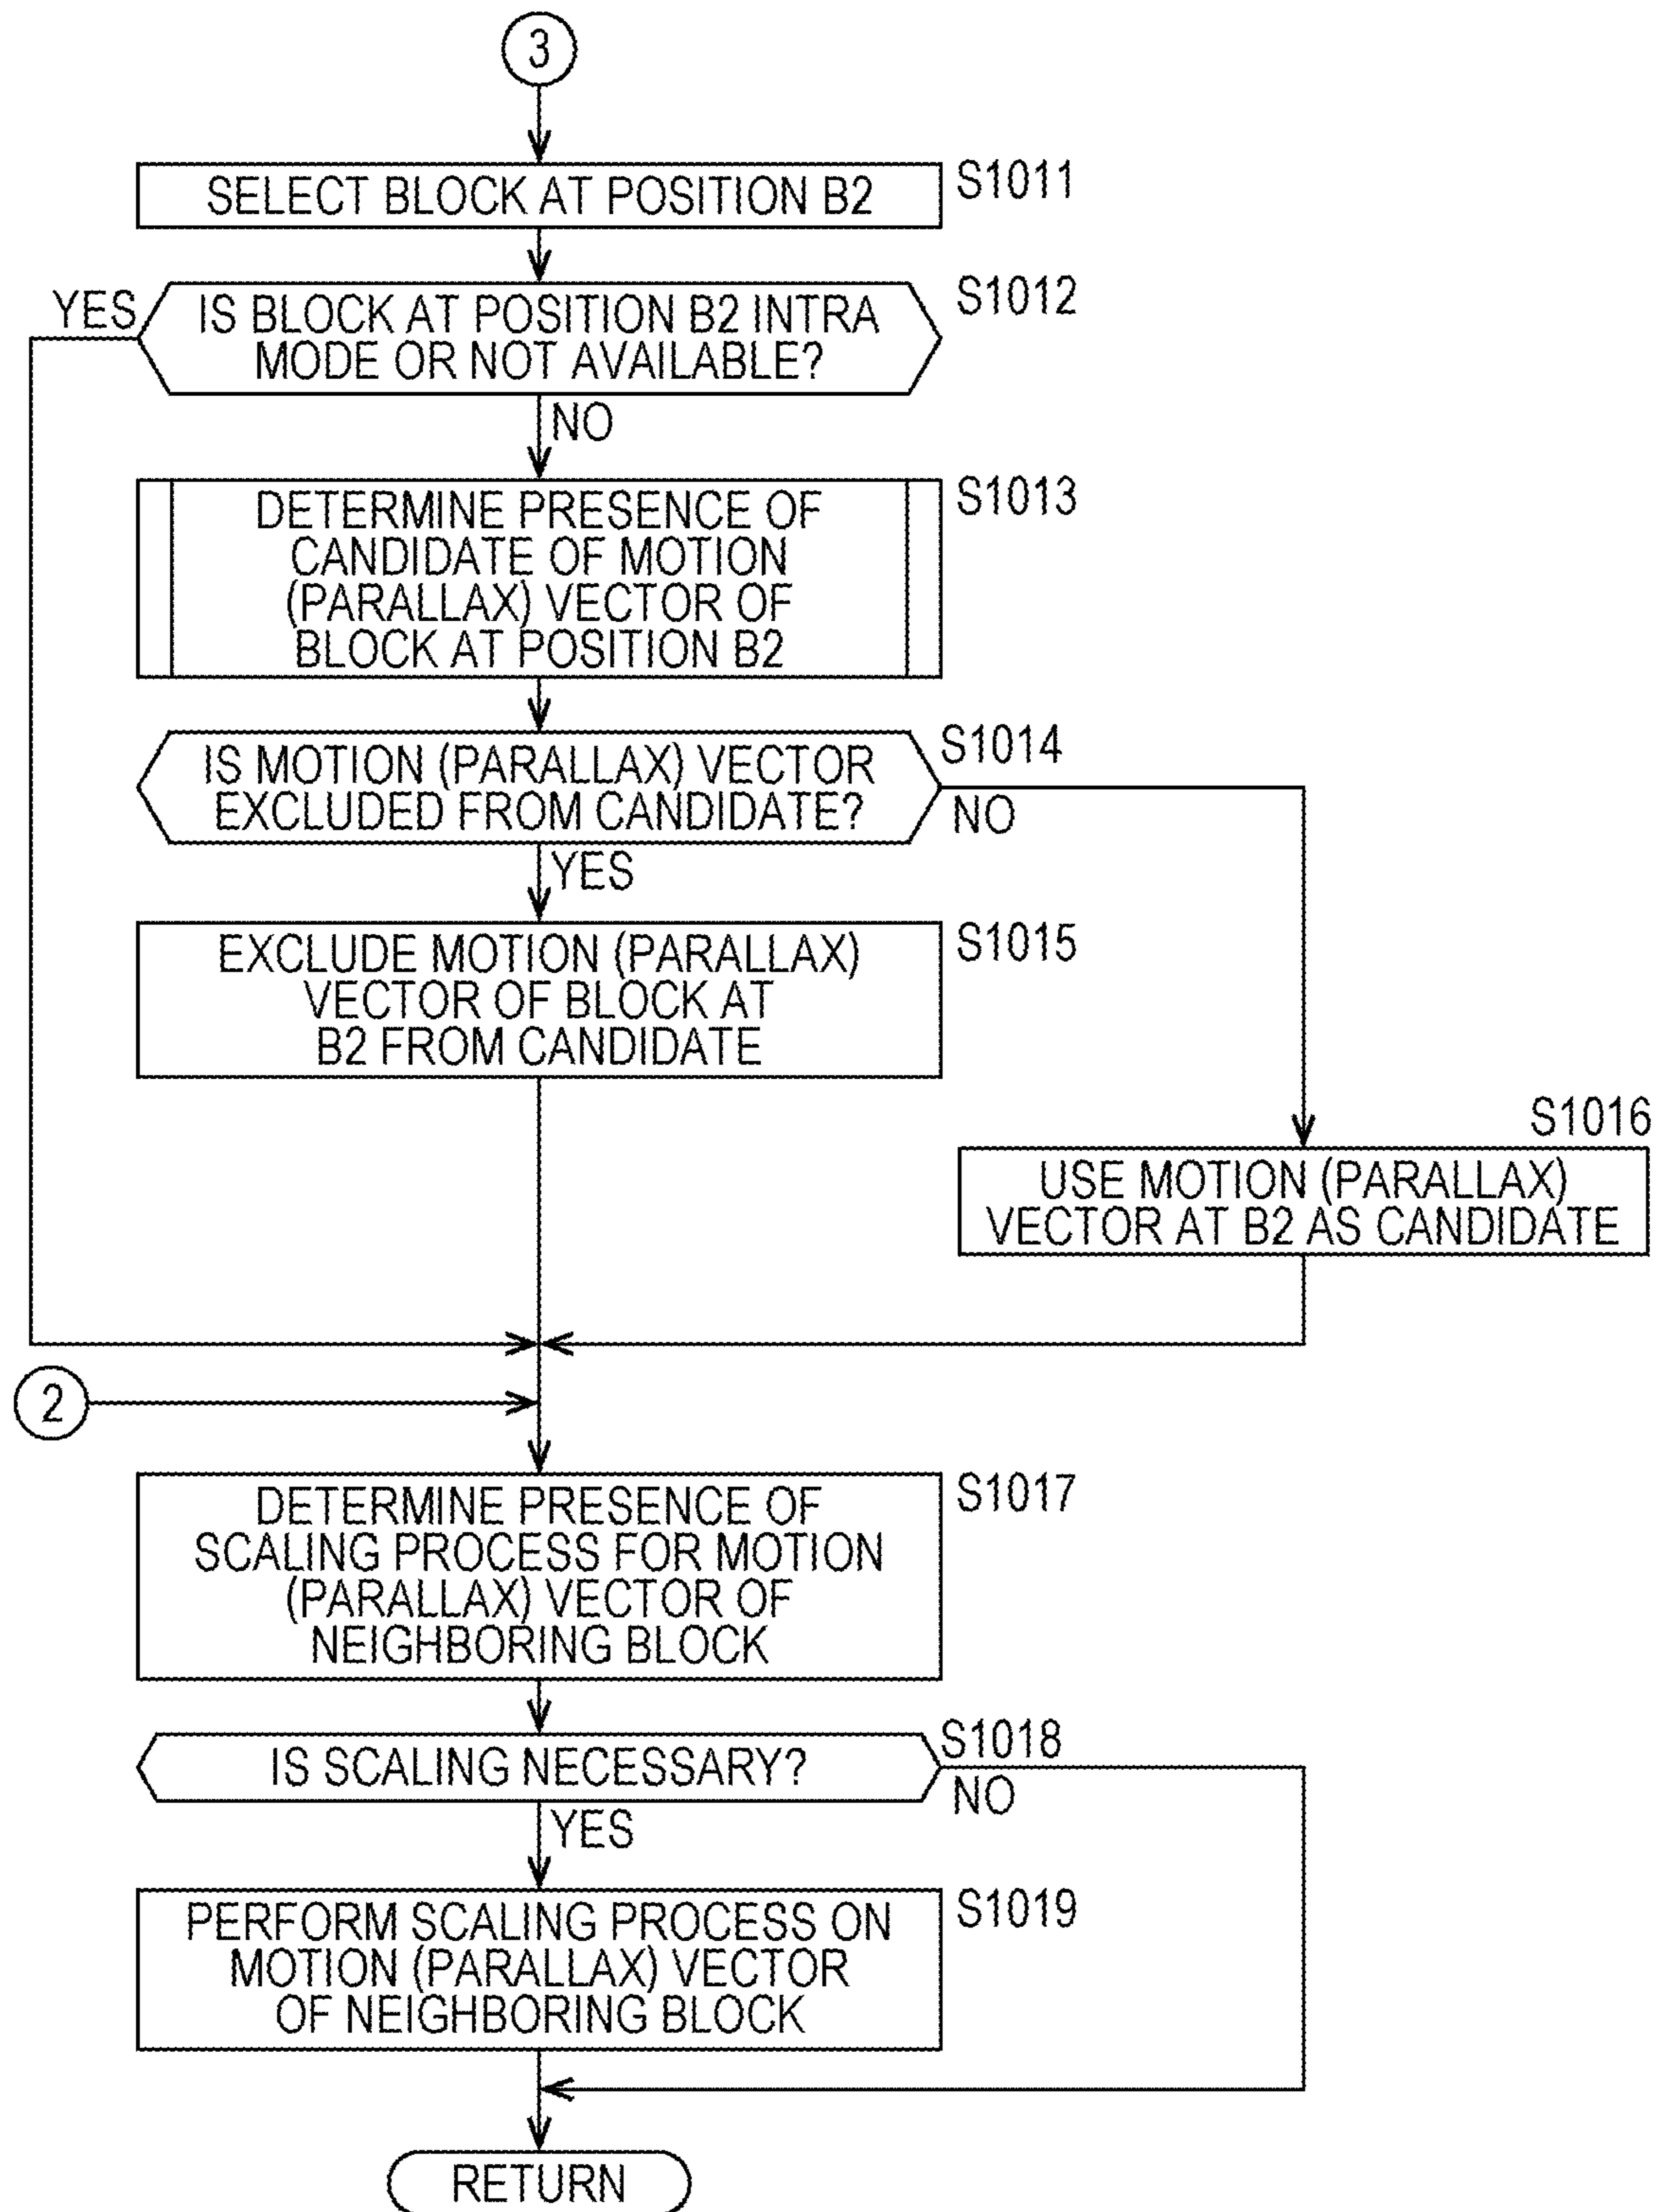 3
SELECT BLOCK AT POSITION B2
S1011
YES
IS BLOCK AT POSITION B2 INTRA
MODE OR NOT AVAILABLE?
S1012
NO
DETERMINE PRESENCE OF
CANDIDATE OF MOTION
(PARALLAX) VECTOR OF
BLOCK AT POSITION B2
S1013
IS MOTION (PARALLAX) VECTOR
EXCLUDED FROM CANDIDATE?
S1014
NO
YES
EXCLUDE MOTION (PARALLAX)
VECTOR OF BLOCK AT
B2 FROM CANDIDATE
S1015
S1016
USE MOTION (PARALLAX)
VECTOR AT B2 AS CANDIDATE
2
DETERMINE PRESENCE OF
SCALING PROCESS FOR MOTION
(PARALLAX) VECTOR OF
NEIGHBORING BLOCK
S1017
IS SCALING NECESSARY?
S1018
NO
YES
PERFORM SCALING PROCESS ON
MOTION (PARALLAX) VECTOR
OF NEIGHBORING BLOCK
S1019
RETURN